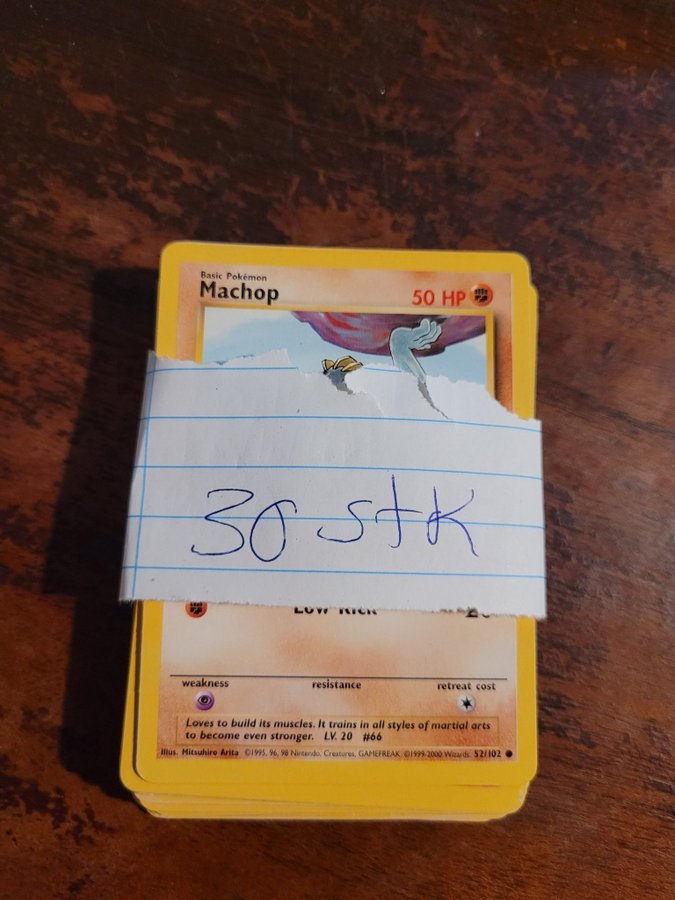 Basic Pokémon
Machop 50 HP
30 stk
Low Kick 20
weakness resistance retreat cost
Loves to build its muscles. It trains in all styles of martial arts
to become even stronger. LV. 20 #66
Illus. Mitsuhiro Arita ©1995, 96, 98 Nintendo, Creatures, GAMEFREAK. ©1999-2000 Wizards. 52/102